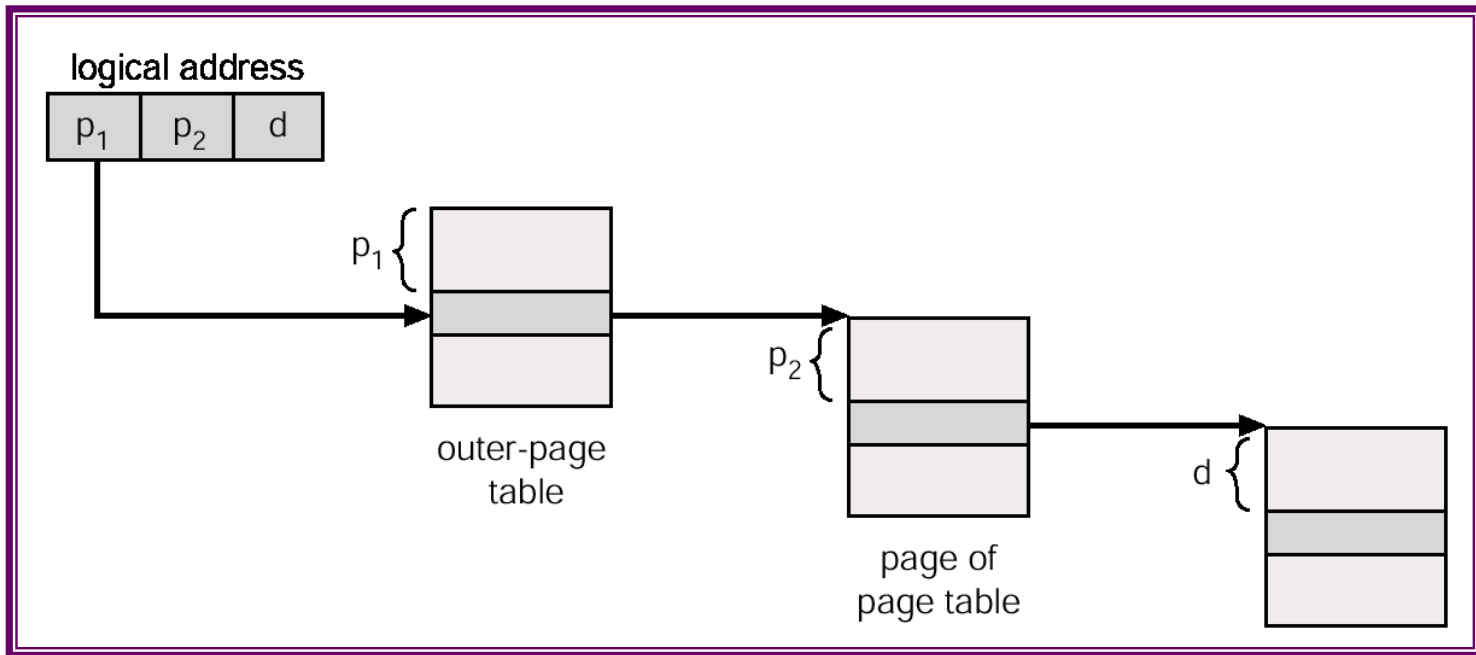 logical address
p₁ p₂ d
p₁
outer-page
table
p₂
page of
page table
d